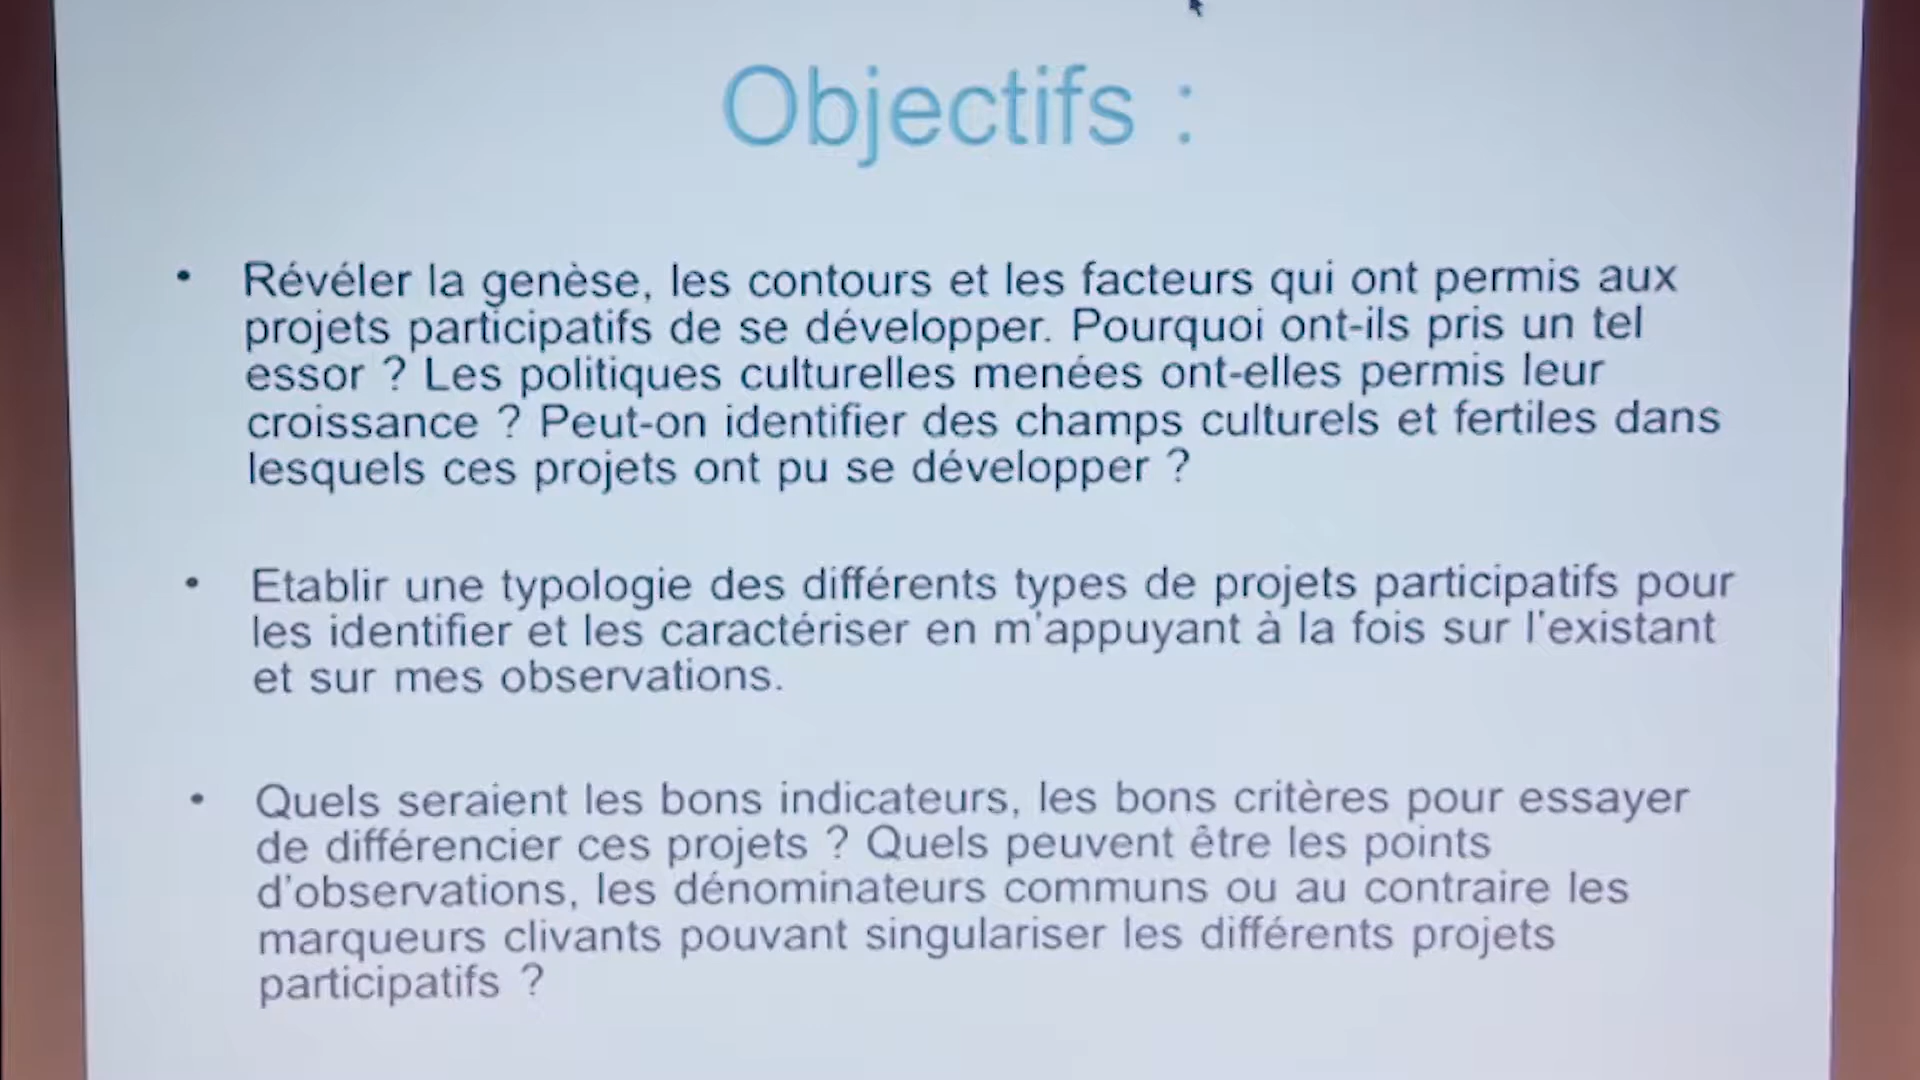 Objectifs :
• Révéler la genèse, les contours et les facteurs qui ont permis aux
projets participatifs de se développer. Pourquoi ont-ils pris un tel
essor ? Les politiques culturelles menées ont-elles permis leur
croissance ? Peut-on identifier des champs culturels et fertiles dans
lesquels ces projets ont pu se développer ?
• Etablir une typologie des différents types de projets participatifs pour
les identifier et les caractériser en m'appuyant à la fois sur l'existant
et sur mes observations.
• Quels seraient les bons indicateurs, les bons critères pour essayer
de différencier ces projets ? Quels peuvent être les points
d’observations, les dénominateurs communs ou au contraire les
marqueurs clivants pouvant singulariser les différents projets
participatifs ?